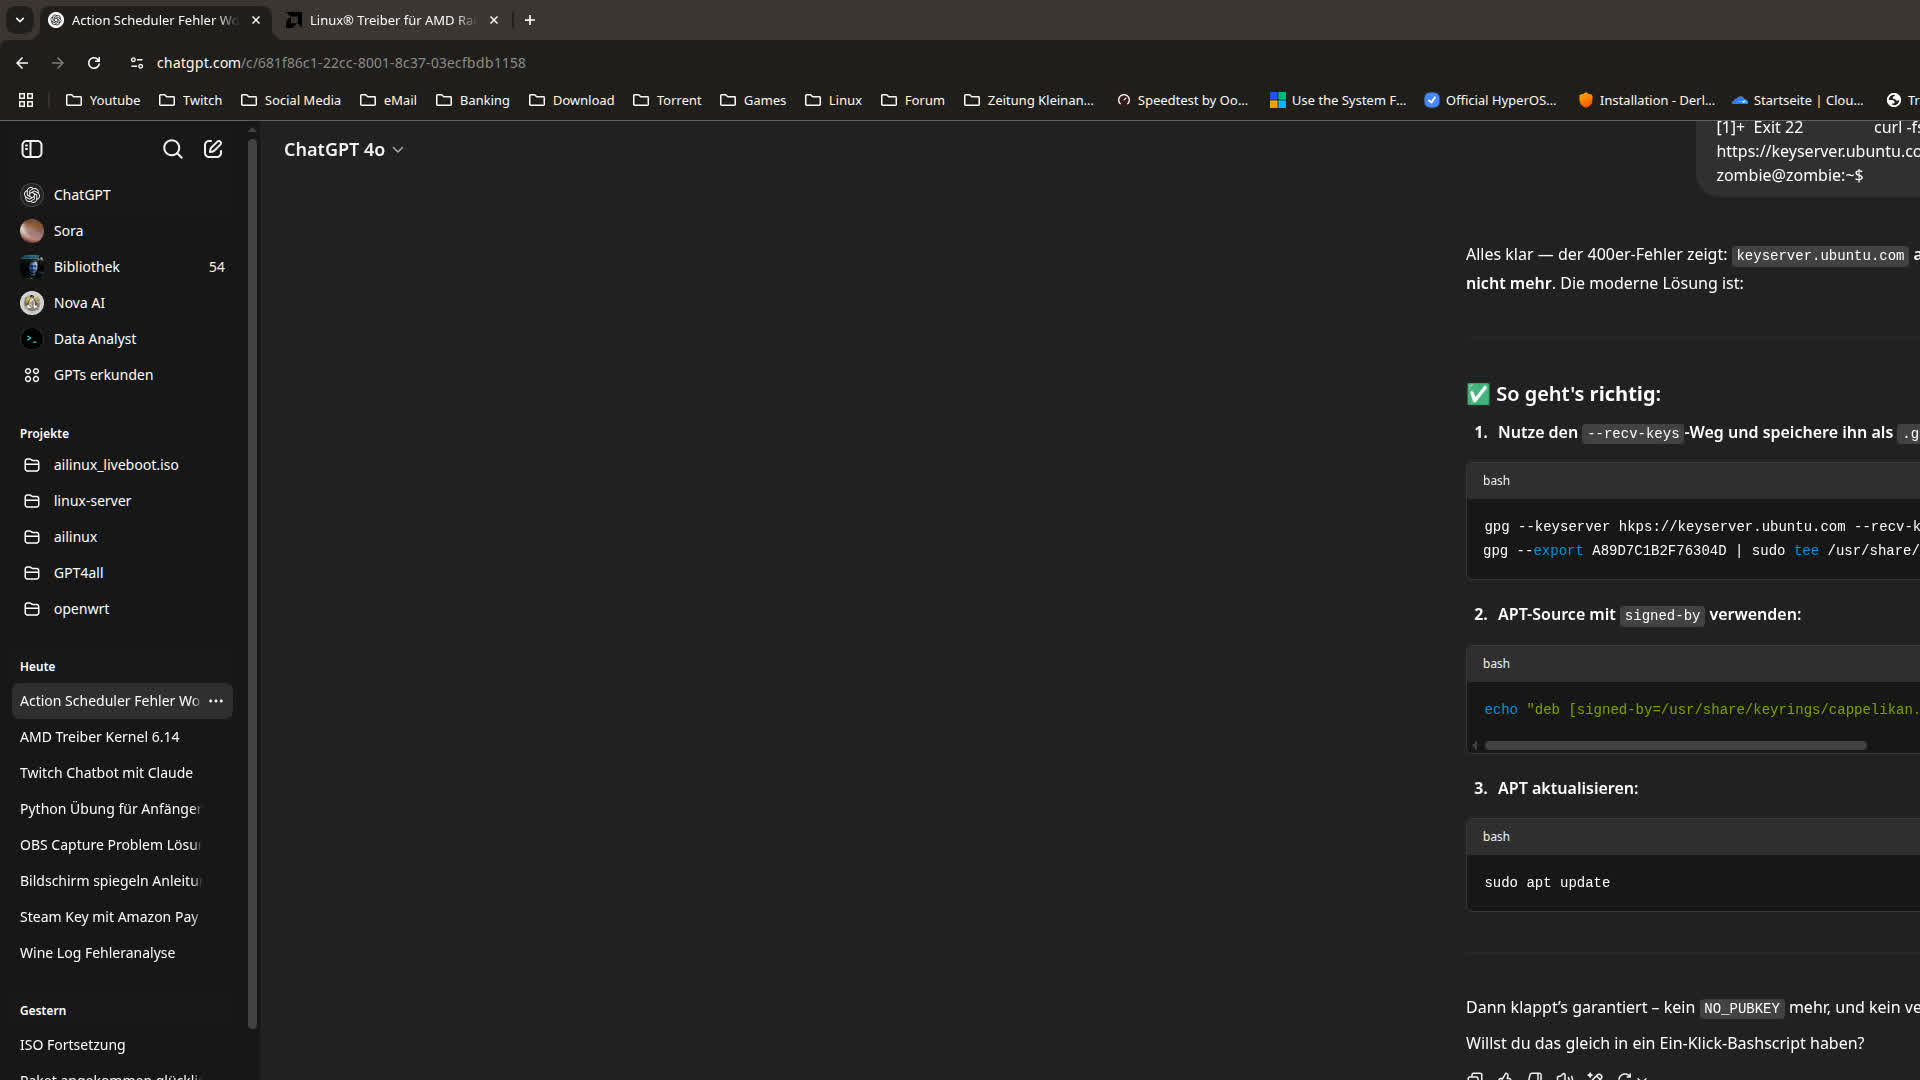 Action Scheduler Fehler Wo
Linux® Treiber für AMD Ra
chatgpt.com/c/681f86c1-22cc-8001-8c37-03ecfbdb1158
Youtube
Twitch
Social Media
eMail
Banking
Download
Torrent
Games
Linux
Forum
Zeitung Kleinan...
Speedtest by Oo...
Use the System F...
Official HyperOS...
Installation - Derl...
Startseite | Clou...
Tr
ChatGPT 4o
ChatGPT
Sora
Bibliothek 54
Nova AI
Data Analyst
GPTs erkunden
Projekte
ailinux_liveboot.iso
linux-server
ailinux
GPT4all
openwrt
Heute
Action Scheduler Fehler Wo
AMD Treiber Kernel 6.14
Twitch Chatbot mit Claude
Python Übung für Anfänger
OBS Capture Problem Lösu
Bildschirm spiegeln Anleitu
Steam Key mit Amazon Pay
Wine Log Fehleranalyse
Gestern
ISO Fortsetzung
[1]+ Exit 22 curl -fs
https://keyserver.ubuntu.co
zombie@zombie:~$
Alles klar — der 400er-Fehler zeigt: keyserver.ubuntu.com a
nicht mehr. Die moderne Lösung ist:
✅ So geht's richtig:
1. Nutze den --recv-keys-Weg und speichere ihn als .g
bash
gpg --keyserver hkps://keyserver.ubuntu.com --recv-k
gpg --export A89D7C1B2F76304D | sudo tee /usr/share/
2. APT-Source mit signed-by verwenden:
bash
echo "deb [signed-by=/usr/share/keyrings/cappelikan.
3. APT aktualisieren:
bash
sudo apt update
Dann klappt's garantiert – kein NO_PUBKEY mehr, und kein ve
Willst du das gleich in ein Ein-Klick-Bashscript haben?